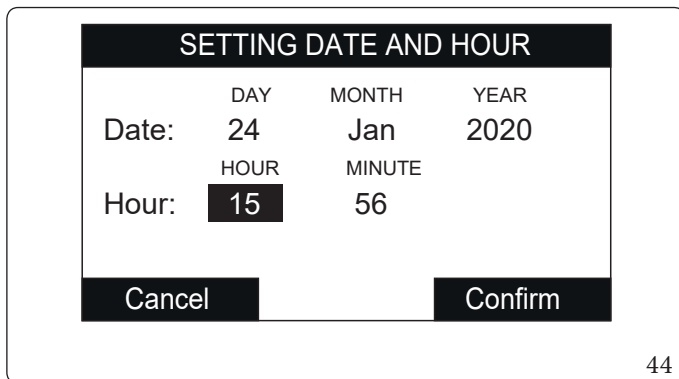 SETTING DATE AND HOUR
DAY MONTH YEAR
Date: 24 Jan 2020
HOUR MINUTE
Hour: 15 56
Cancel Confirm
44